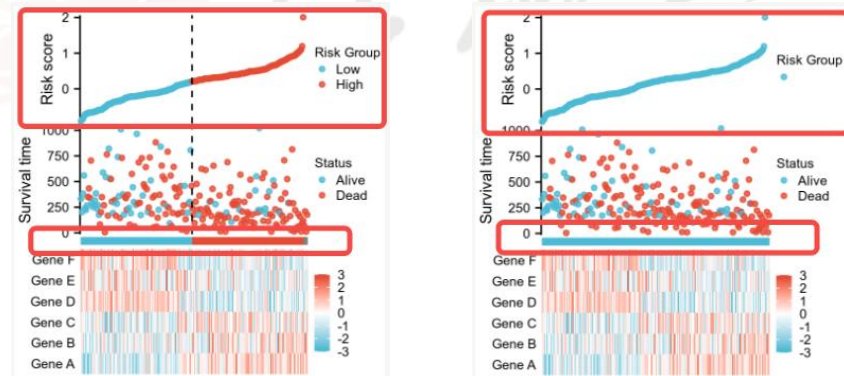 2
1
0
Risk score
Risk Group
Low
High
1000
750
500
250
0
Survival time
Status
Alive
Dead
Gene F
Gene E
Gene D
Gene C
Gene B
Gene A
3
2
1
0
-1
-2
-3
2
1
0
Risk score
Risk Group
1000
750
500
250
0
Survival time
Status
Alive
Dead
Gene F
Gene E
Gene D
Gene C
Gene B
Gene A
3
2
1
0
-1
-2
-3